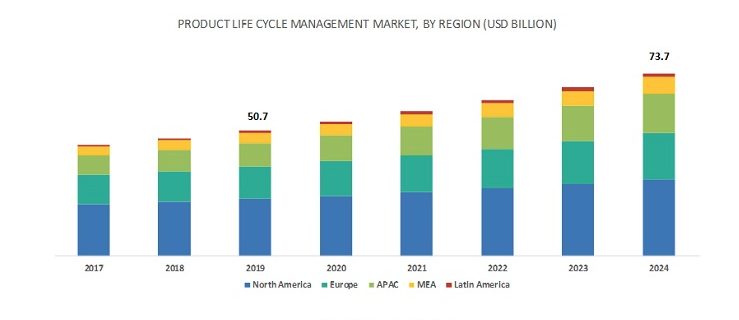 PRODUCT LIFE CYCLE MANAGEMENT MARKET, BY REGION (USD BILLION)
73.7
50.7
2017 2018 2019 2020 2021 2022 2023 2024
North America Europe APAC MEA Latin America